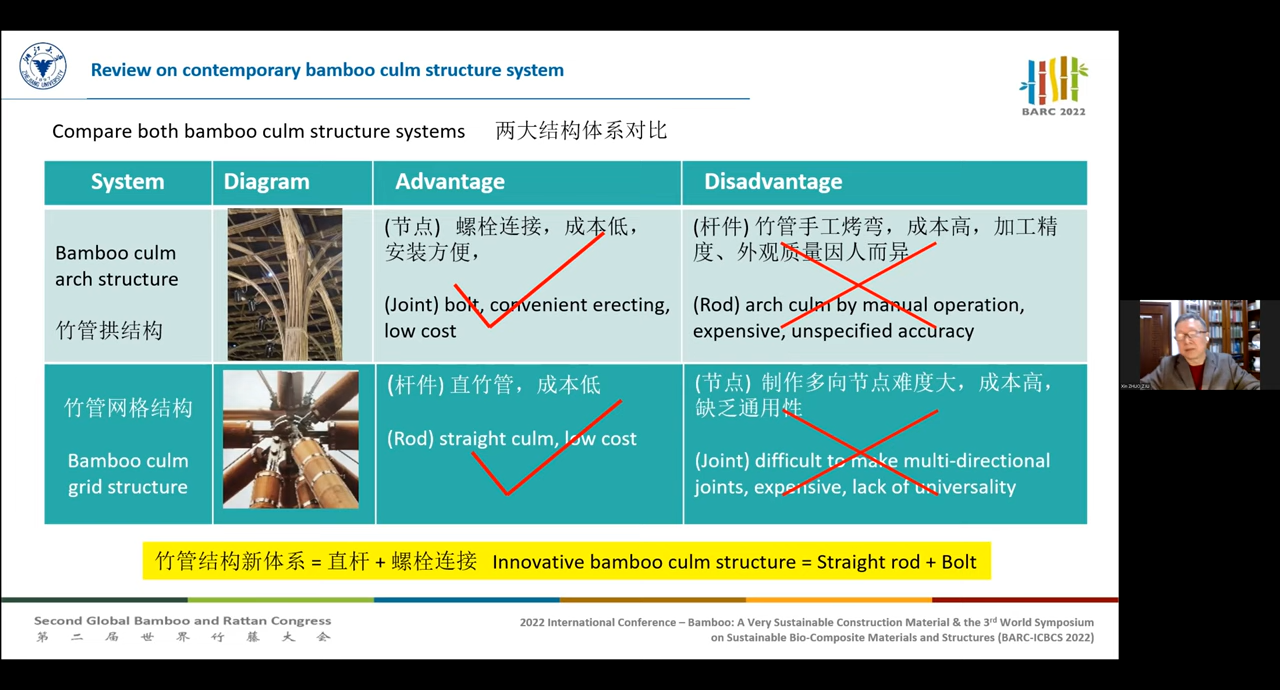 Review on contemporary bamboo culm structure system
BARC 2022
Compare both bamboo culm structure systems 两大结构体系对比
System Diagram Advantage Disadvantage
Bamboo culm
arch structure
竹管拱结构
(节点) 螺栓连接，成本低，
安装方便，
(Joint) bolt, convenient erecting,
low cost
(杆件) 竹管手工烤弯，成本高，加工精
度、外观质量因人而异
(Rod) arch culm by manual operation,
expensive, unspecified accuracy
竹管网格结构
Bamboo culm
grid structure
(杆件) 直竹管，成本低
(Rod) straight culm, low cost
(节点) 制作多向节点难度大，成本高，
缺乏通用性
(Joint) difficult to make multi-directional
joints, expensive, lack of universality
竹管结构新体系 = 直杆 + 螺栓连接 Innovative bamboo culm structure = Straight rod + Bolt
Second Global Bamboo and Rattan Congress
第二届世界竹藤大会
2022 International Conference – Bamboo: A Very Sustainable Construction Material & the 3rd World Symposium
on Sustainable Bio-Composite Materials and Structures (BARC-ICBCS 2022)